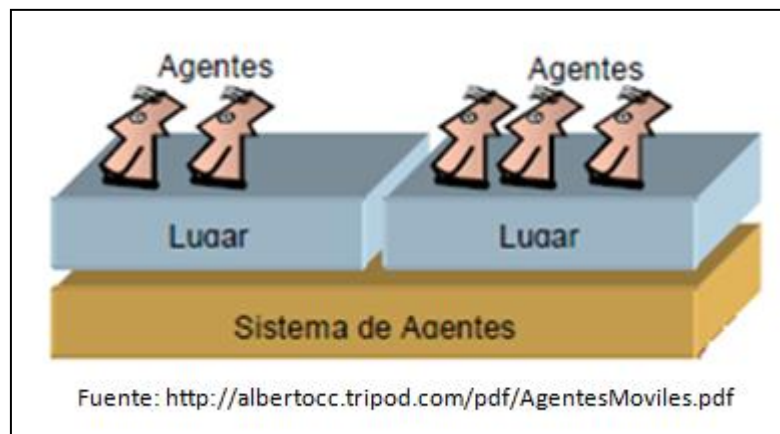 Agentes
Agentes
Lugar
Lugar
Sistema de Agentes
Fuente: http://albertocc.tripod.com/pdf/AgentesMoviles.pdf